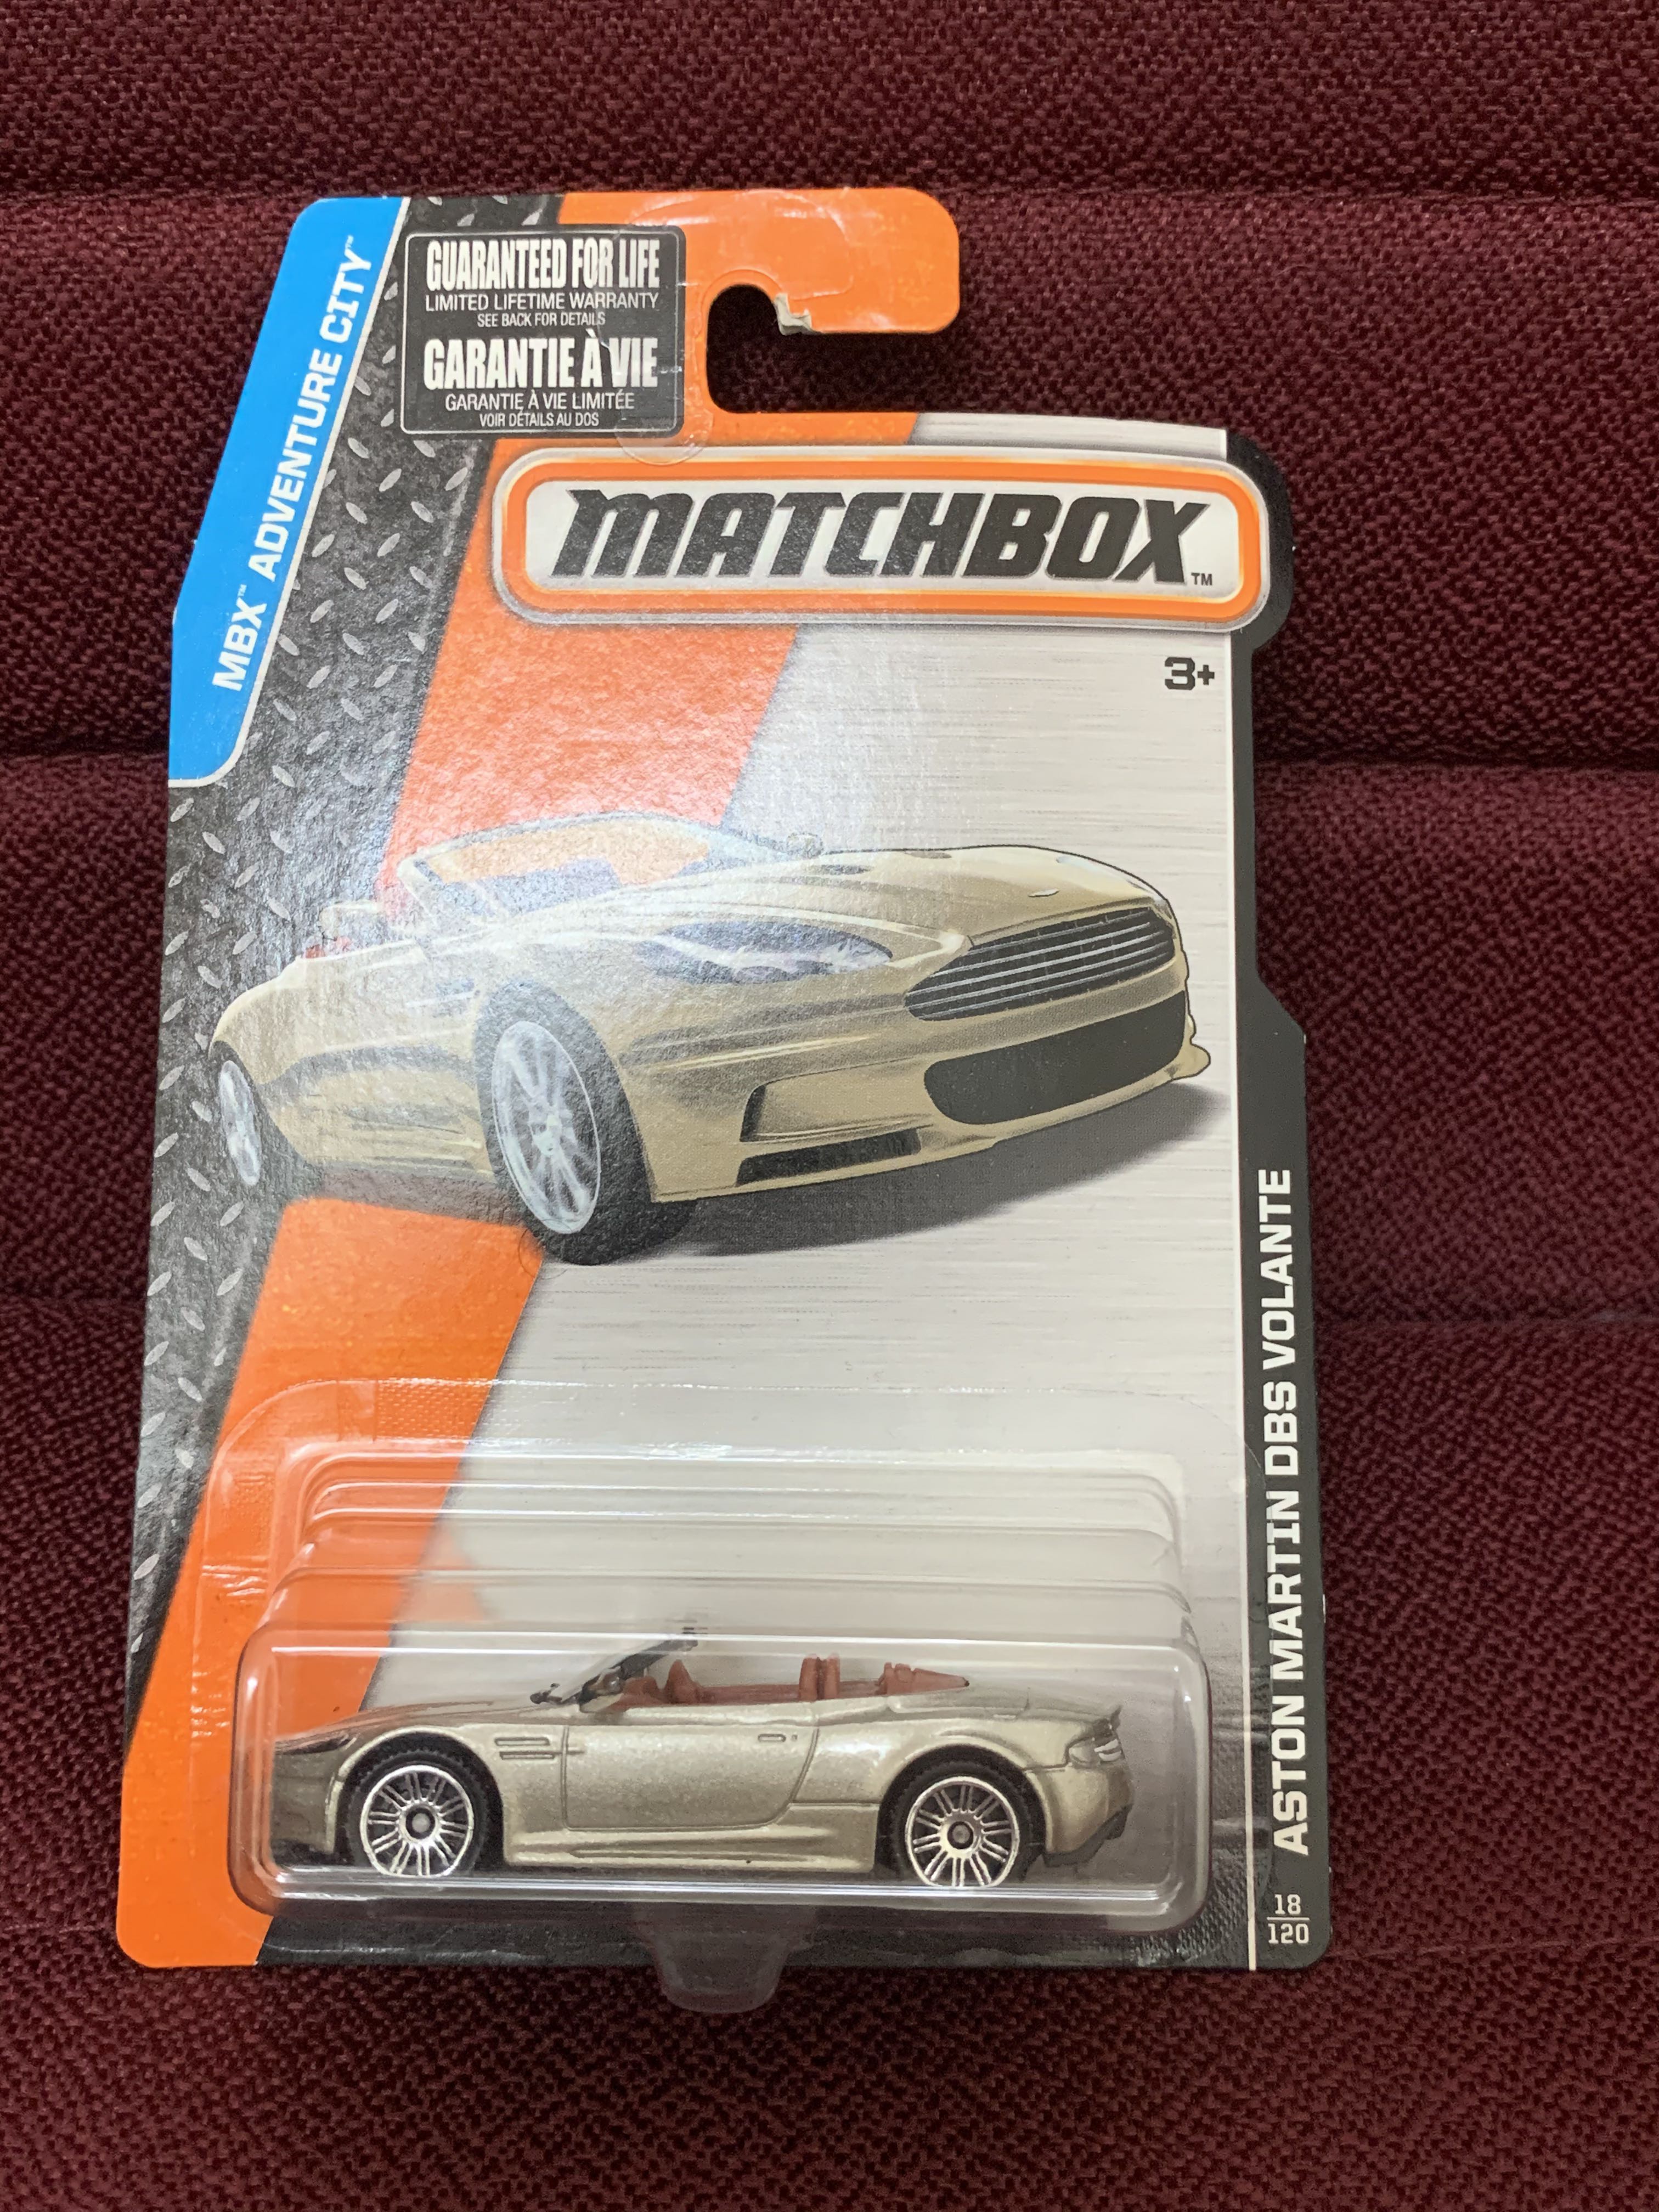 MBX™ ADVENTURE CITY™
GUARANTEED FOR LIFE
LIMITED LIFETIME WARRANTY
SEE BACK FOR DETAILS
GARANTIE À VIE
GARANTIE À VIE LIMITÉE
VOIR DÉTAILS AU DOS
MATCHBOX™
3+
ASTON MARTIN DBS VOLANTE
18
120